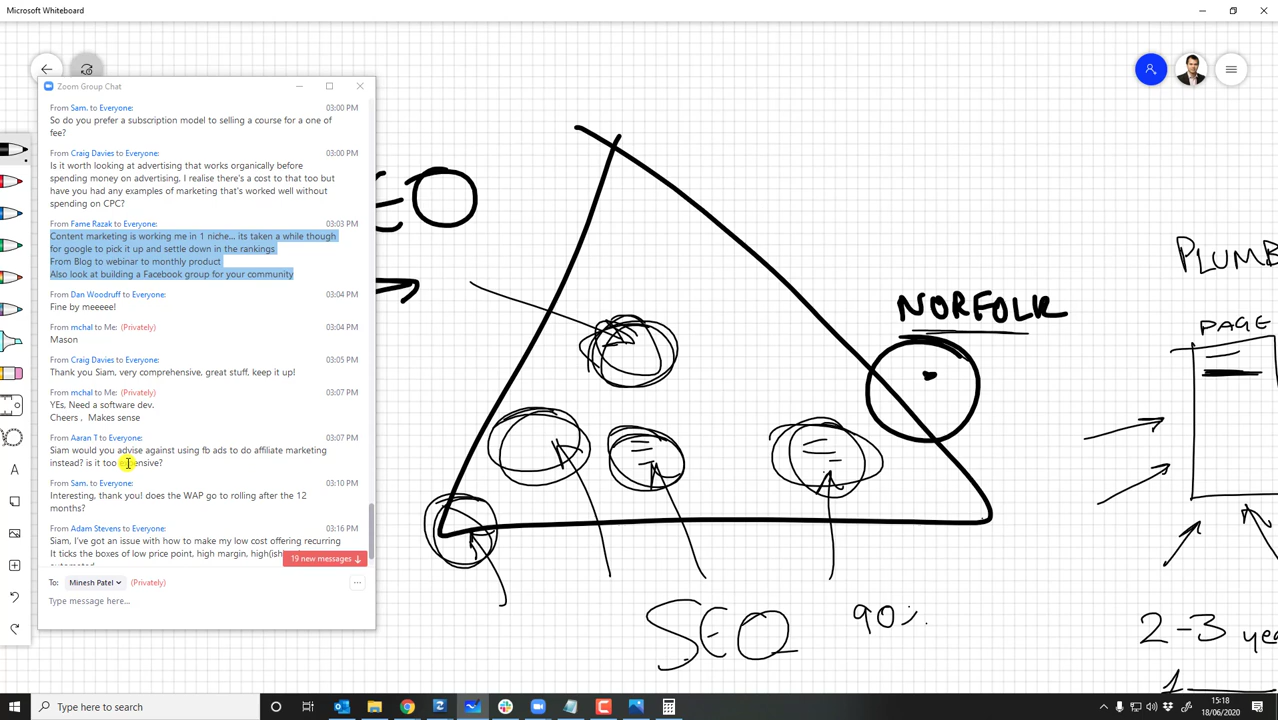 Microsoft Whiteboard
Zoom Group Chat
From Sam. to Everyone: 03:00 PM
So do you prefer a subscription model to selling a course for a one of
fee?
From Craig Davies to Everyone: 03:00 PM
Is it worth looking at advertising that works organically before
spending money on advertising, I realise there's a cost to that too but
have you had any examples of marketing that's worked well without
spending on CPC?
From Fame Razak to Everyone: 03:03 PM
Content marketing is working me in 1 niche... its taken a while though
for google to pick it up and settle down in the rankings
From Blog to webinar to monthly product
Also look at building a Facebook group for your community
From Dan Woodruff to Everyone: 03:04 PM
Fine by meeeee!
From mchal to Me: (Privately) 03:04 PM
Mason
From Craig Davies to Everyone: 03:05 PM
Thank you Siam, very comprehensive, great stuff, keep it up!
From mchal to Me: (Privately) 03:07 PM
YEs, Need a software dev.
Cheers . Makes sense
From Aaran T to Everyone: 03:07 PM
Siam would you advise against using fb ads to do affiliate marketing
instead? is it too expensive?
From Sam. to Everyone: 03:10 PM
Interesting, thank you! does the WAP go to rolling after the 12
months?
From Adam Stevens to Everyone: 03:16 PM
Siam, I've got an issue with how to make my low cost offering recurring
It ticks the boxes of low price point, high margin, high(ish)
19 new messages
To: Minesh Patel (Privately)
Type message here...
NORFOLK
PLUMB
PAGE
SEO 90%
2-3 ye
1
Type here to search
15:18
18/06/2020